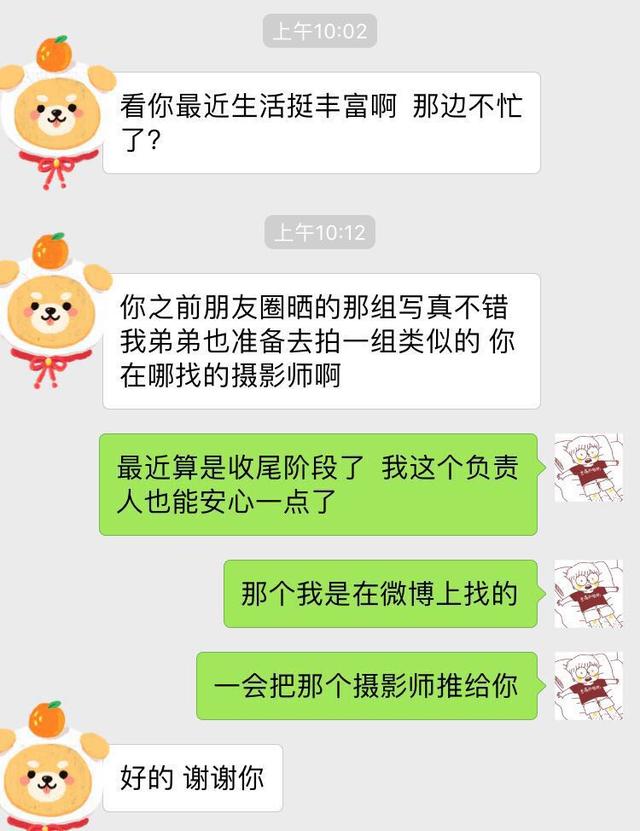 上午10:02
看你最近生活挺丰富啊 那边不忙
了?
上午10:12
你之前朋友圈晒的那组写真不错
我弟弟也准备去拍一组类似的 你
在哪找的摄影师啊
最近算是收尾阶段了 我这个负责
人也能安心一点了
那个我是在微博上找的
一会把那个摄影师推给你
好的 谢谢你